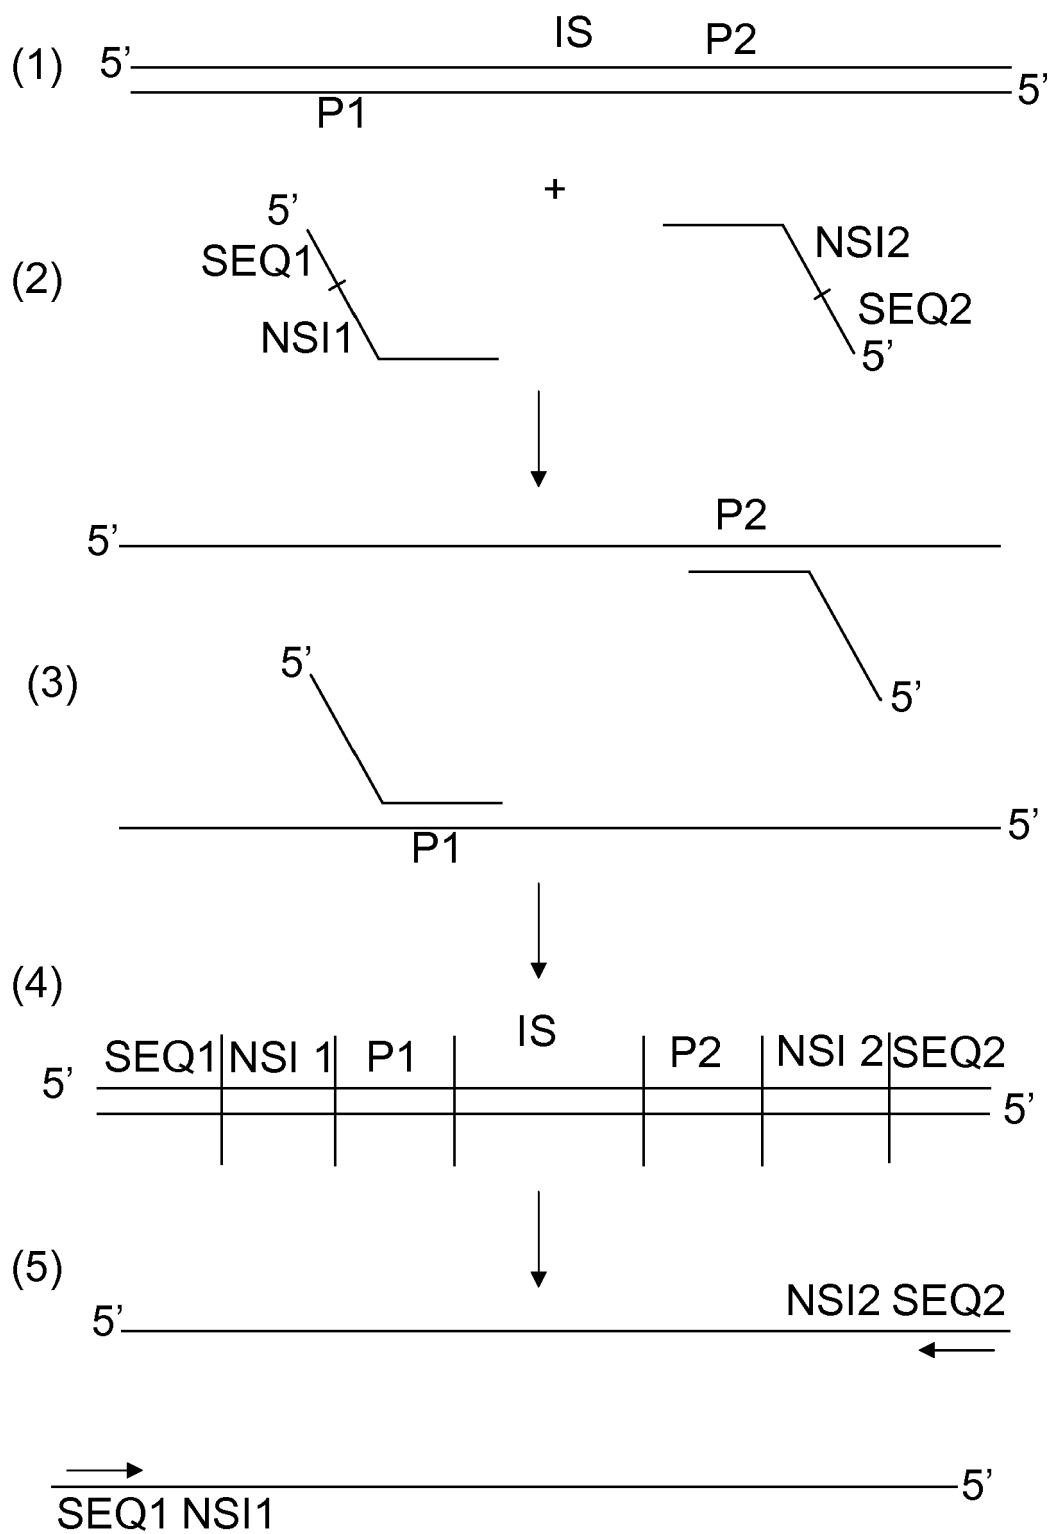 IS P2
(1) 5’ 5’
P1
+
5’
SEQ1 NSI2
(2)
NSI1 SEQ2
5’
P2
5’
5’
(3) 5’
P1 5’
(4)
IS
SEQ1 NSI 1 P1 P2 NSI 2 SEQ2
5’ 5’
(5)
NSI2 SEQ2
5’
5’
SEQ1 NSI1